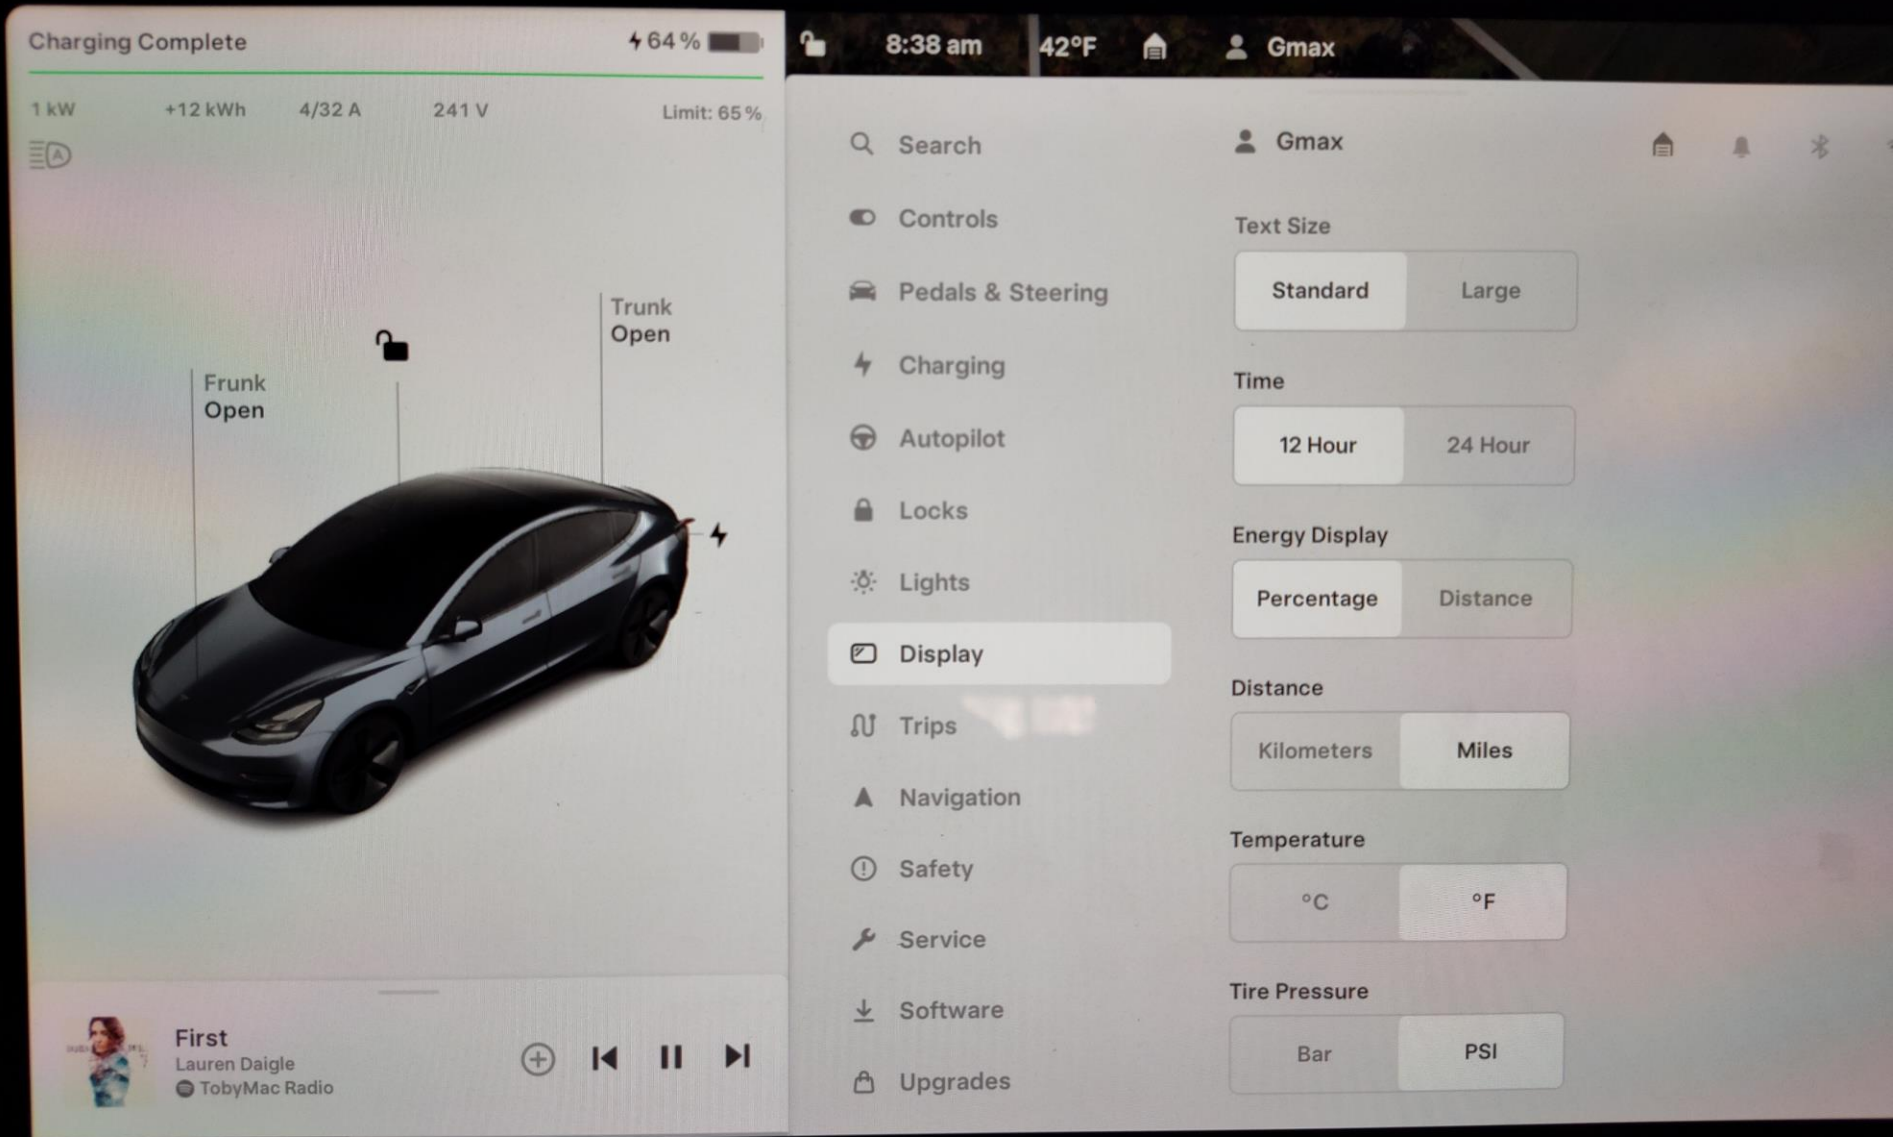 Charging Complete
64%
1 kW +12 kWh 4/32 A 241 V Limit: 65%
A
Trunk
Open
Frunk
Open
First
Lauren Daigle
TobyMac Radio
8:38 am 42°F Gmax
Search
Controls
Pedals & Steering
Charging
Autopilot
Locks
Lights
Display
Trips
Navigation
Safety
Service
Software
Upgrades
Gmax
Text Size
Standard Large
Time
12 Hour 24 Hour
Energy Display
Percentage Distance
Distance
Kilometers Miles
Temperature
°C °F
Tire Pressure
Bar PSI